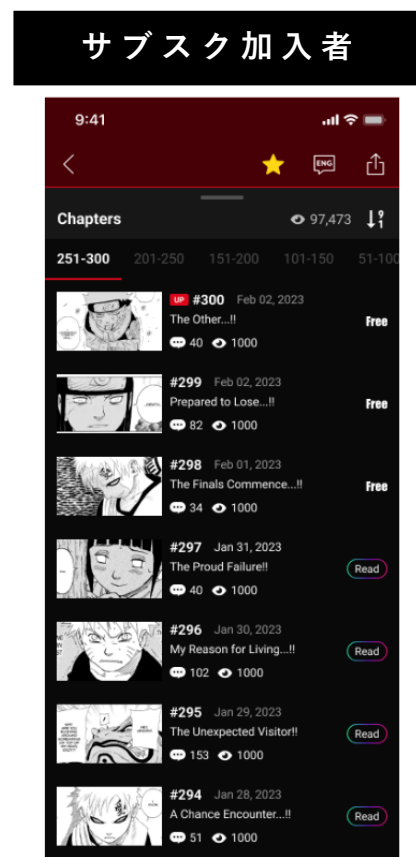 サブスク加入者
9:41
ENG
Chapters 97,473
251-300 201-250 151-200 101-150 51-100
UP #300 Feb 02, 2023
The Other...!!
Free
40 1000
#299 Feb 02, 2023
Prepared to Lose...!!
Free
82 1000
#298 Feb 01, 2023
The Finals Commence...!!
Free
34 1000
#297 Jan 31, 2023
The Proud Failure!!
Read
40 1000
#296 Jan 30, 2023
My Reason for Living...!!
Read
102 1000
#295 Jan 29, 2023
The Unexpected Visitor!!
Read
153 1000
#294 Jan 28, 2023
A Chance Encounter...!!
Read
51 1000